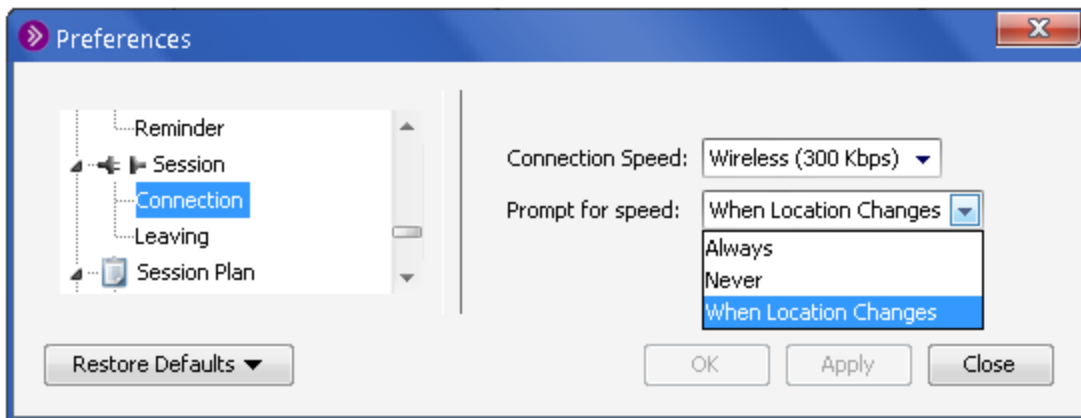 Preferences
Reminder
Session
Connection
Leaving
Session Plan
Connection Speed: Wireless (300 Kbps)
Prompt for speed: When Location Changes
Always
Never
When Location Changes
Restore Defaults
OK
Apply
Close